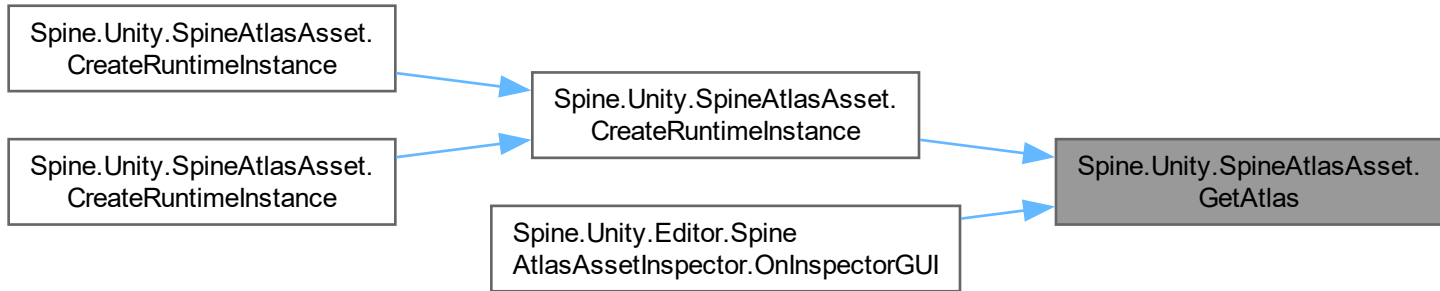 Spine.Unity.SpineAtlasAsset.
CreateRuntimeInstance
Spine.Unity.SpineAtlasAsset.
CreateRuntimeInstance
Spine.Unity.SpineAtlasAsset.
CreateRuntimeInstance
Spine.Unity.Editor.Spine
AtlasAssetInspector.OnInspectorGUI
Spine.Unity.SpineAtlasAsset.
GetAtlas